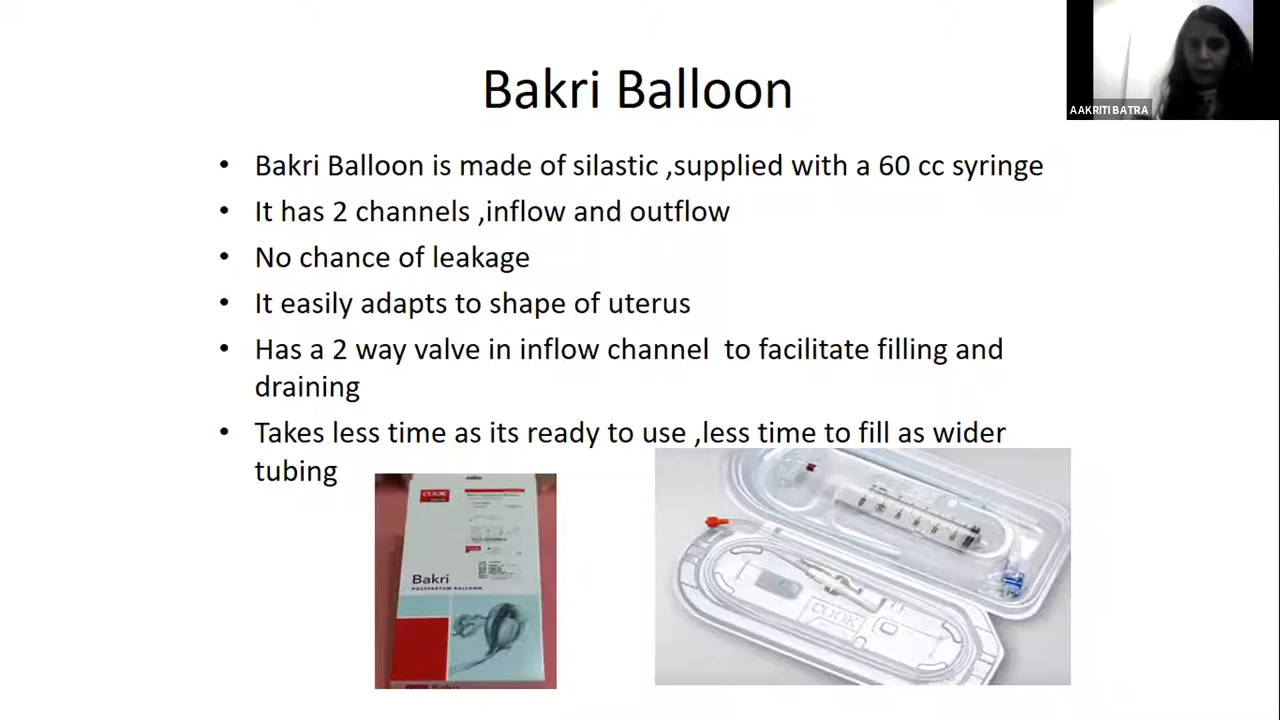 Bakri Balloon
AAKRITI BATRA
• Bakri Balloon is made of silastic ,supplied with a 60 cc syringe
• It has 2 channels ,inflow and outflow
• No chance of leakage
• It easily adapts to shape of uterus
• Has a 2 way valve in inflow channel  to facilitate filling and
draining
• Takes less time as its ready to use ,less time to fill as wider
tubing
COOK
Bakri
POSTPARTUM BALLOON
COOK